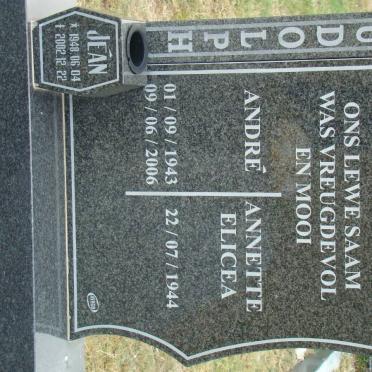 UDOLPH
ONS LEWE SAAM
WAS VREUGDEVOL
EN MOOI
ANDRÉ
01 / 09 / 1943
09 / 06 / 2006
ANNETTE
ELICEA
22 / 07 / 1944
JEAN
* 1948.06.04
† 2002.12.22